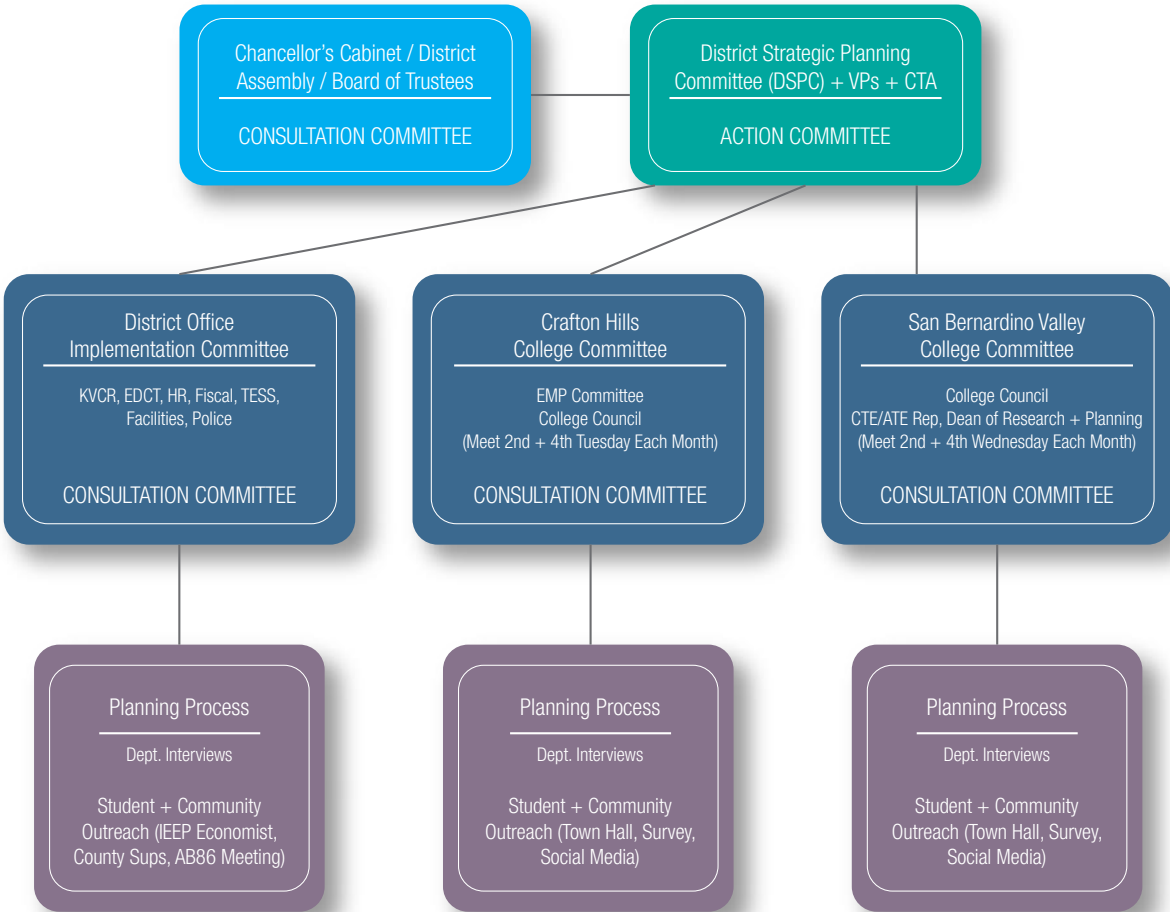 Chancellor's Cabinet / District
Assembly / Board of Trustees
CONSULTATION COMMITTEE
District Strategic Planning
Committee (DSPC) + VPs + CTA
ACTION COMMITTEE
District Office
Implementation Committee
KVCR, EDCT, HR, Fiscal, TESS,
Facilities, Police
CONSULTATION COMMITTEE
Crafton Hills
College Committee
EMP Committee
College Council
(Meet 2nd + 4th Tuesday Each Month)
CONSULTATION COMMITTEE
San Bernardino Valley
College Committee
College Council
CTE/ATE Rep, Dean of Research + Planning
(Meet 2nd + 4th Wednesday Each Month)
CONSULTATION COMMITTEE
Planning Process
Dept. Interviews
Student + Community
Outreach (IEEP Economist,
County Sups, AB86 Meeting)
Planning Process
Dept. Interviews
Student + Community
Outreach (Town Hall, Survey,
Social Media)
Planning Process
Dept. Interviews
Student + Community
Outreach (Town Hall, Survey,
Social Media)